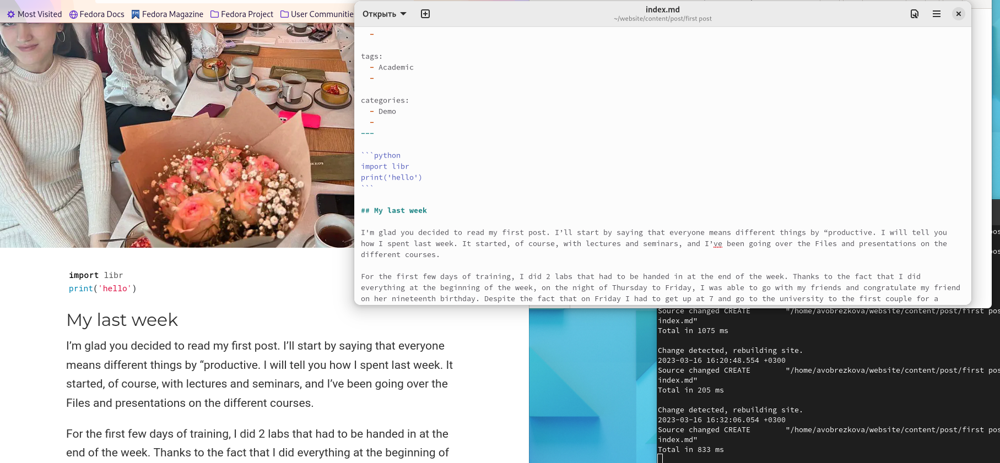 Most Visited Fedora Docs Fedora Magazine Fedora Project User Communitie
import libr
print('hello')
My last week
I’m glad you decided to read my first post. I’ll start by saying that everyone
means different things by “productive. I will tell you how I spent last week. It
started, of course, with lectures and seminars, and I’ve been going over the
Files and presentations on the different courses.
For the first few days of training, I did 2 labs that had to be handed in at the
end of the week. Thanks to the fact that I did everything at the beginning of
Открыть
index.md
~/website/content/post/first post
-
tags:
- Academic
-
categories:
- Demo
-
---
```python
import libr
print('hello')
```
## My last week
I'm glad you decided to read my first post. I’ll start by saying that everyone means different things by “productive. I will tell you
how I spent last week. It started, of course, with lectures and seminars, and I’ve been going over the Files and presentations on the
different courses.
For the first few days of training, I did 2 labs that had to be handed in at the end of the week. Thanks to the fact that I did
everything at the beginning of the week, on the night of Thursday to Friday, I was able to go with my friends and congratulate my friend
on her nineteenth birthday. Despite the fact that on Friday I had to get up at 7 and go to the university to the first couple for a
pos
pos
Source changed CREATE "/home/avobrezkova/website/content/post/first pos
index.md"
Total in 1075 ms
Change detected, rebuilding site.
2023-03-16 16:20:48.554 +0300
Source changed CREATE "/home/avobrezkova/website/content/post/first pos
index.md"
Total in 205 ms
Change detected, rebuilding site.
2023-03-16 16:32:06.054 +0300
Source changed CREATE "/home/avobrezkova/website/content/post/first pos
index.md"
Total in 833 ms